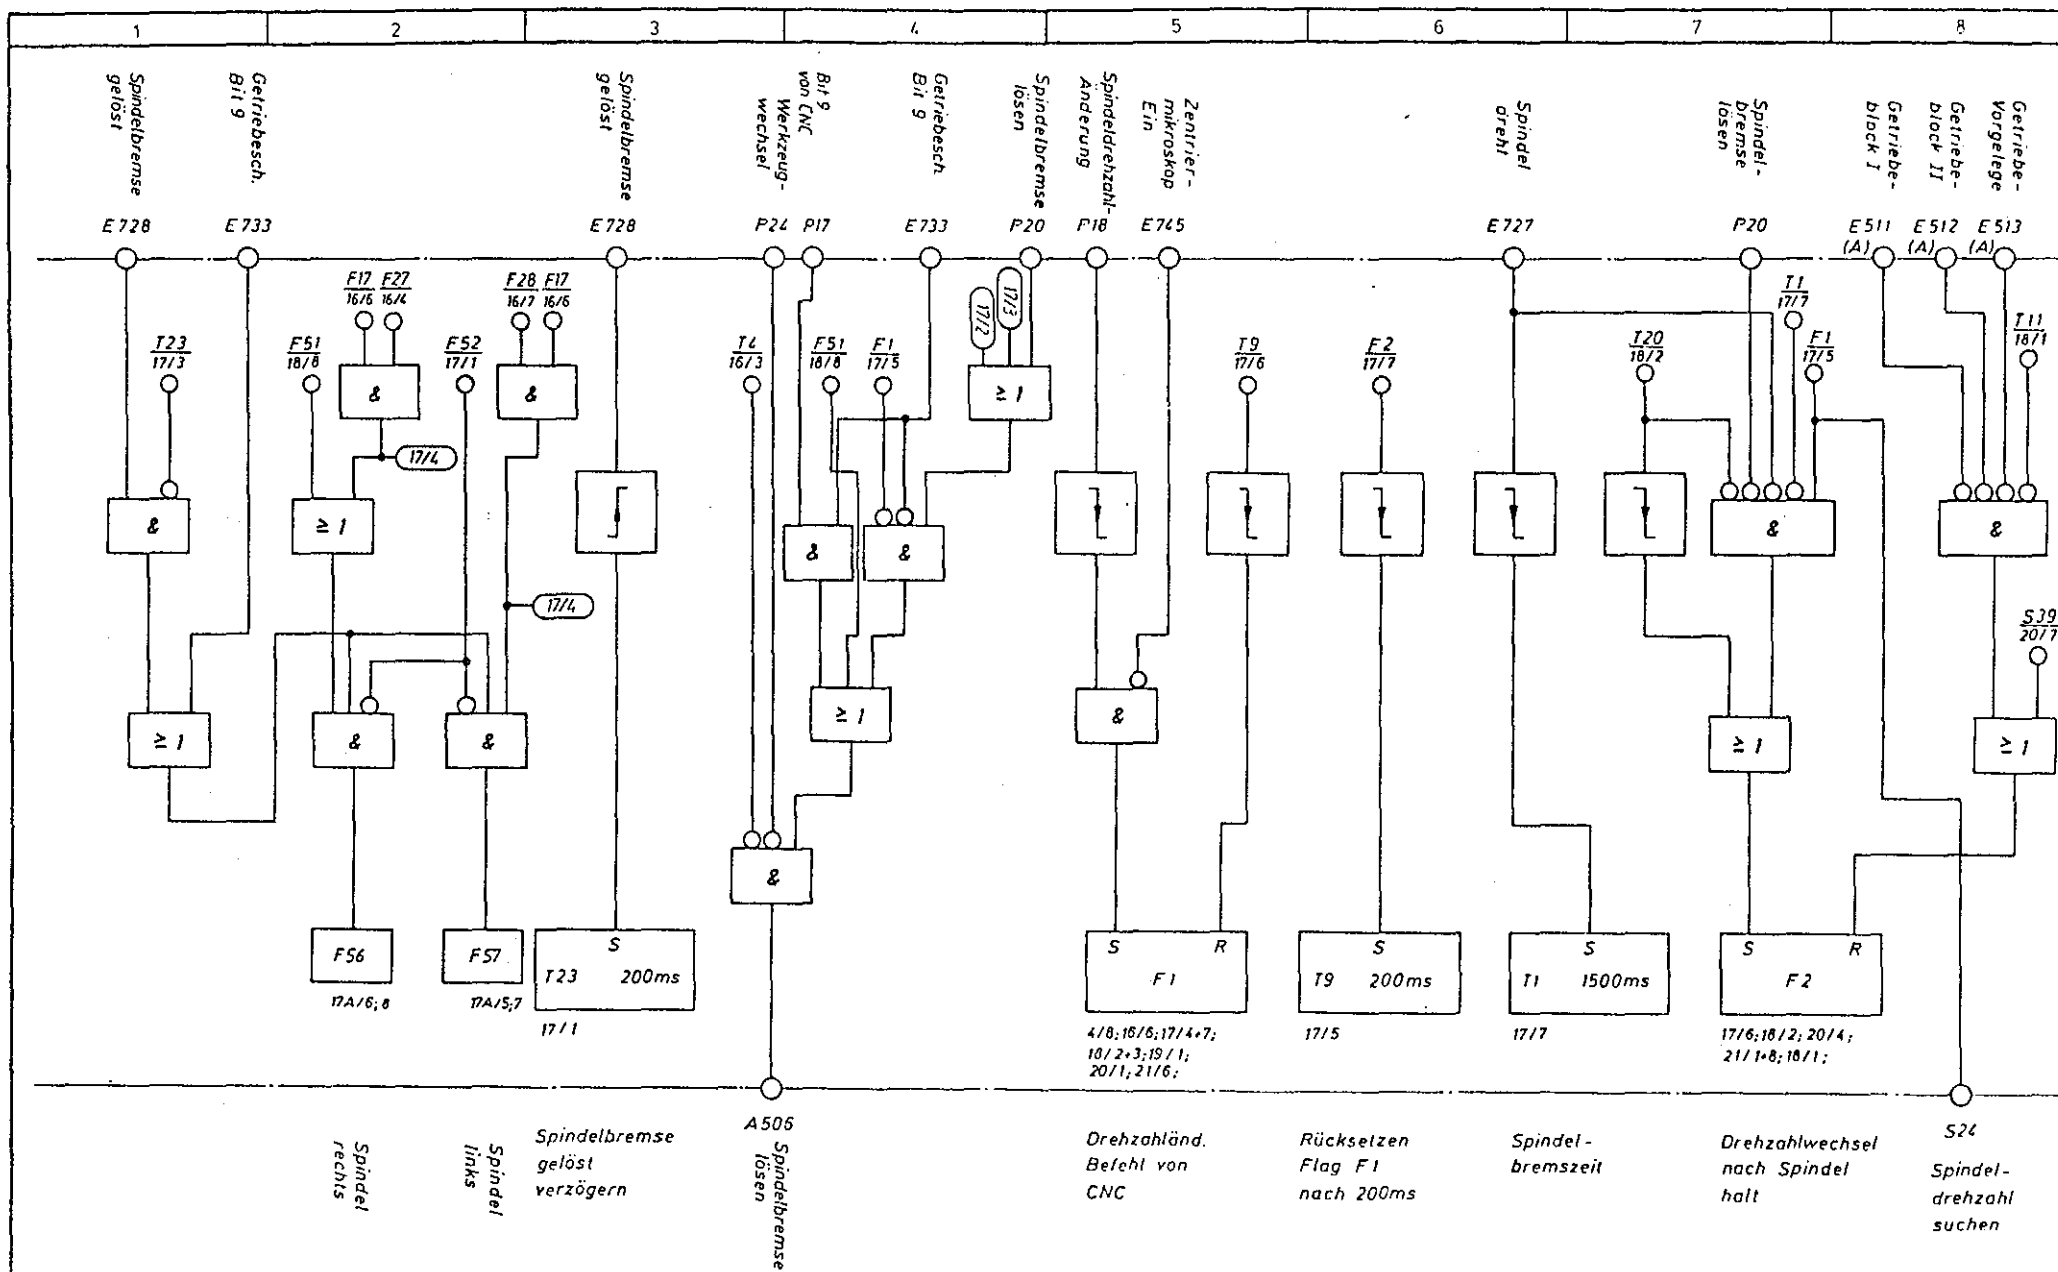 1 2 3 4 5 6 7 8
Spindelbremse
gelöst
Getriebesch.
Bit 9
Spindelbremse
gelöst
Werkzeug-
wechsel
Bit 9
von CNC
Getriebesch
Bit 9
Spindelbremse
lösen
Spindeldrehzahl-
Änderung
Zentrier-
mikroskop
Ein
Spindel
dreht
Spindel-
bremse
lösen
Getriebe-
block I
Getriebe-
block II
Getriebe-
Vorgelege
E728 E733 E728 P24 P17 E733 P20 P18 E745 E727 P20 E511 E512 E513
(A) (A) (A)
F17 F27 F28 F17
16/6 16/4 16/7 16/6
17/2 17/3
T1
17/7
T11
18/1
T23
17/3
F51
18/8
F52
17/1
T4
16/3
F51
18/8
F1
17/5
T9
17/6
F2
17/7
T20
18/2
F1
17/5
& & ≥1
17/4
& ≥1 & & & &
17/4
S39
20/7
≥1 & & ≥1 & ≥1 ≥1
&
F56
17A/6;8
F57
17A/5;7
S
T23 200ms
17/1
S R
F1
4/8;16/6;17/4+7;
18/2+3;19/1;
20/1;21/6;
S
T9 200ms
17/5
S
T1 1500ms
17/7
S R
F2
17/6;18/2;20/4;
21/1+8;18/1;
A506
S24
Spindel
rechts
Spindel
links
Spindelbremse
gelöst
verzögern
Spindelbremse
lösen
Drehzahländ.
Befehl von
CNC
Rücksetzen
Flag F1
nach 200ms
Spindel-
bremszeit
Drehzahlwechsel
nach Spindel
halt
Spindel-
drehzahl
suchen